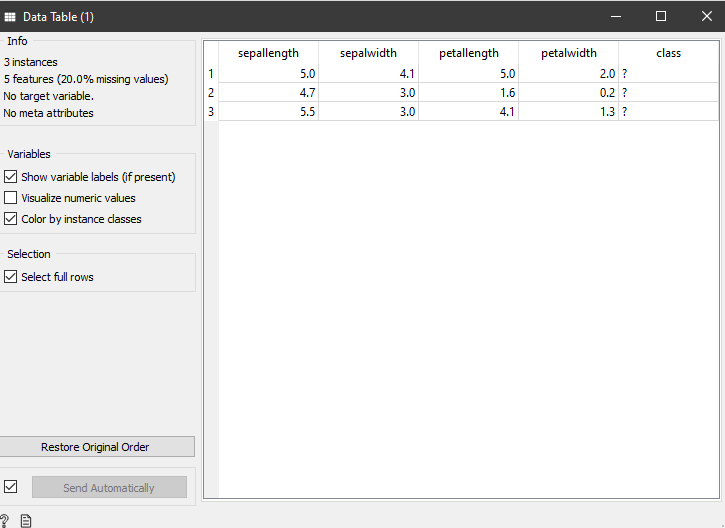 Data Table (1)
Info
3 instances
5 features (20.0% missing values)
No target variable.
No meta attributes
Variables
Show variable labels (if present)
Visualize numeric values
Color by instance classes
Selection
Select full rows
Restore Original Order
Send Automatically
?
sepallength sepalwidth petallength petalwidth class
1 5.0 4.1 5.0 2.0 ?
2 4.7 3.0 1.6 0.2 ?
3 5.5 3.0 4.1 1.3 ?